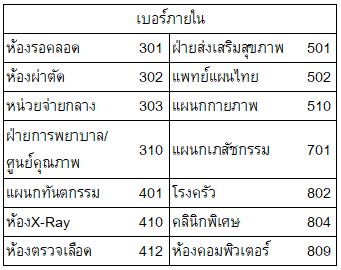 เบอร์ภายใน
ห้องรอคลอด 301 ฝ่ายส่งเสริมสุขภาพ 501
ห้องผ่าตัด 302 แพทย์แผนไทย 502
หน่วยจ่ายกลาง 303 แผนกกายภาพ 510
ฝ่ายการพยาบาล/
ศูนย์คุณภาพ 310 แผนกเภสัชกรรม 701
แผนกทันตกรรม 401 โรงครัว 802
ห้องX-Ray 410 คลินิกพิเศษ 804
ห้องตรวจเลือด 412 ห้องคอมพิวเตอร์ 809